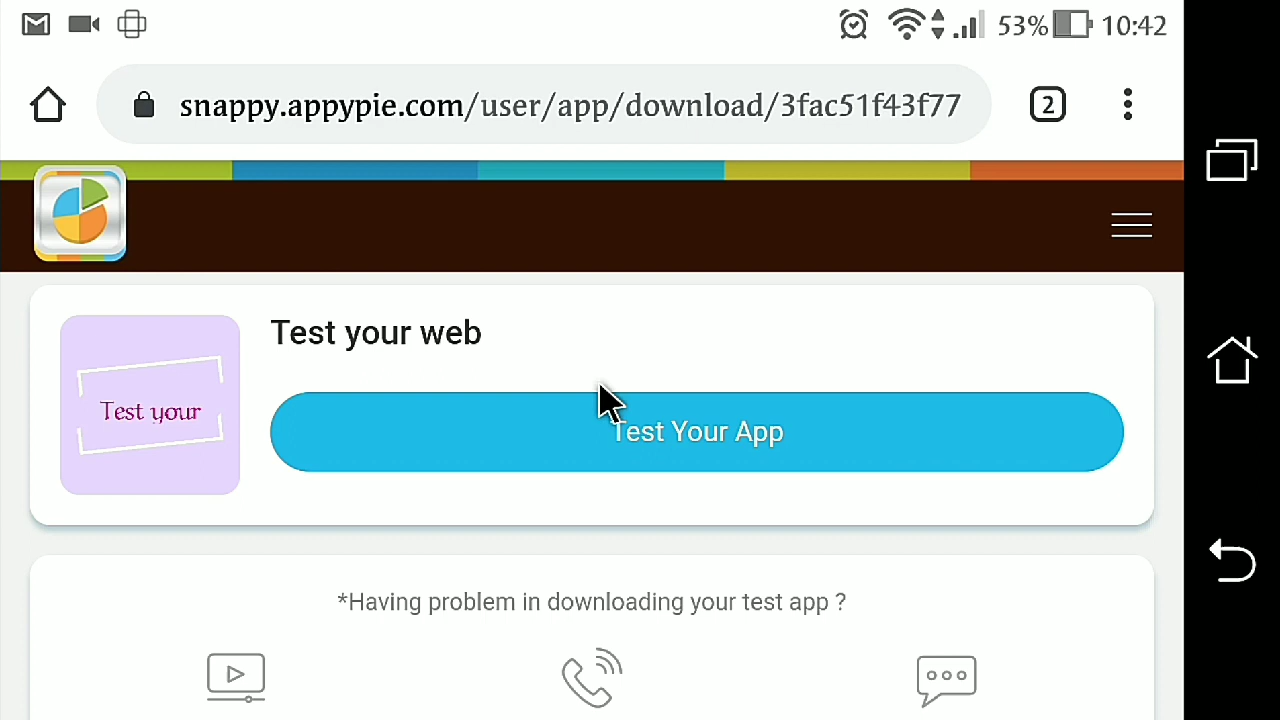 53% 10:42
snappy.appypie.com/user/app/download/3fac51f43f77
2
Test your web
Test your
Test Your App
*Having problem in downloading your test app ?